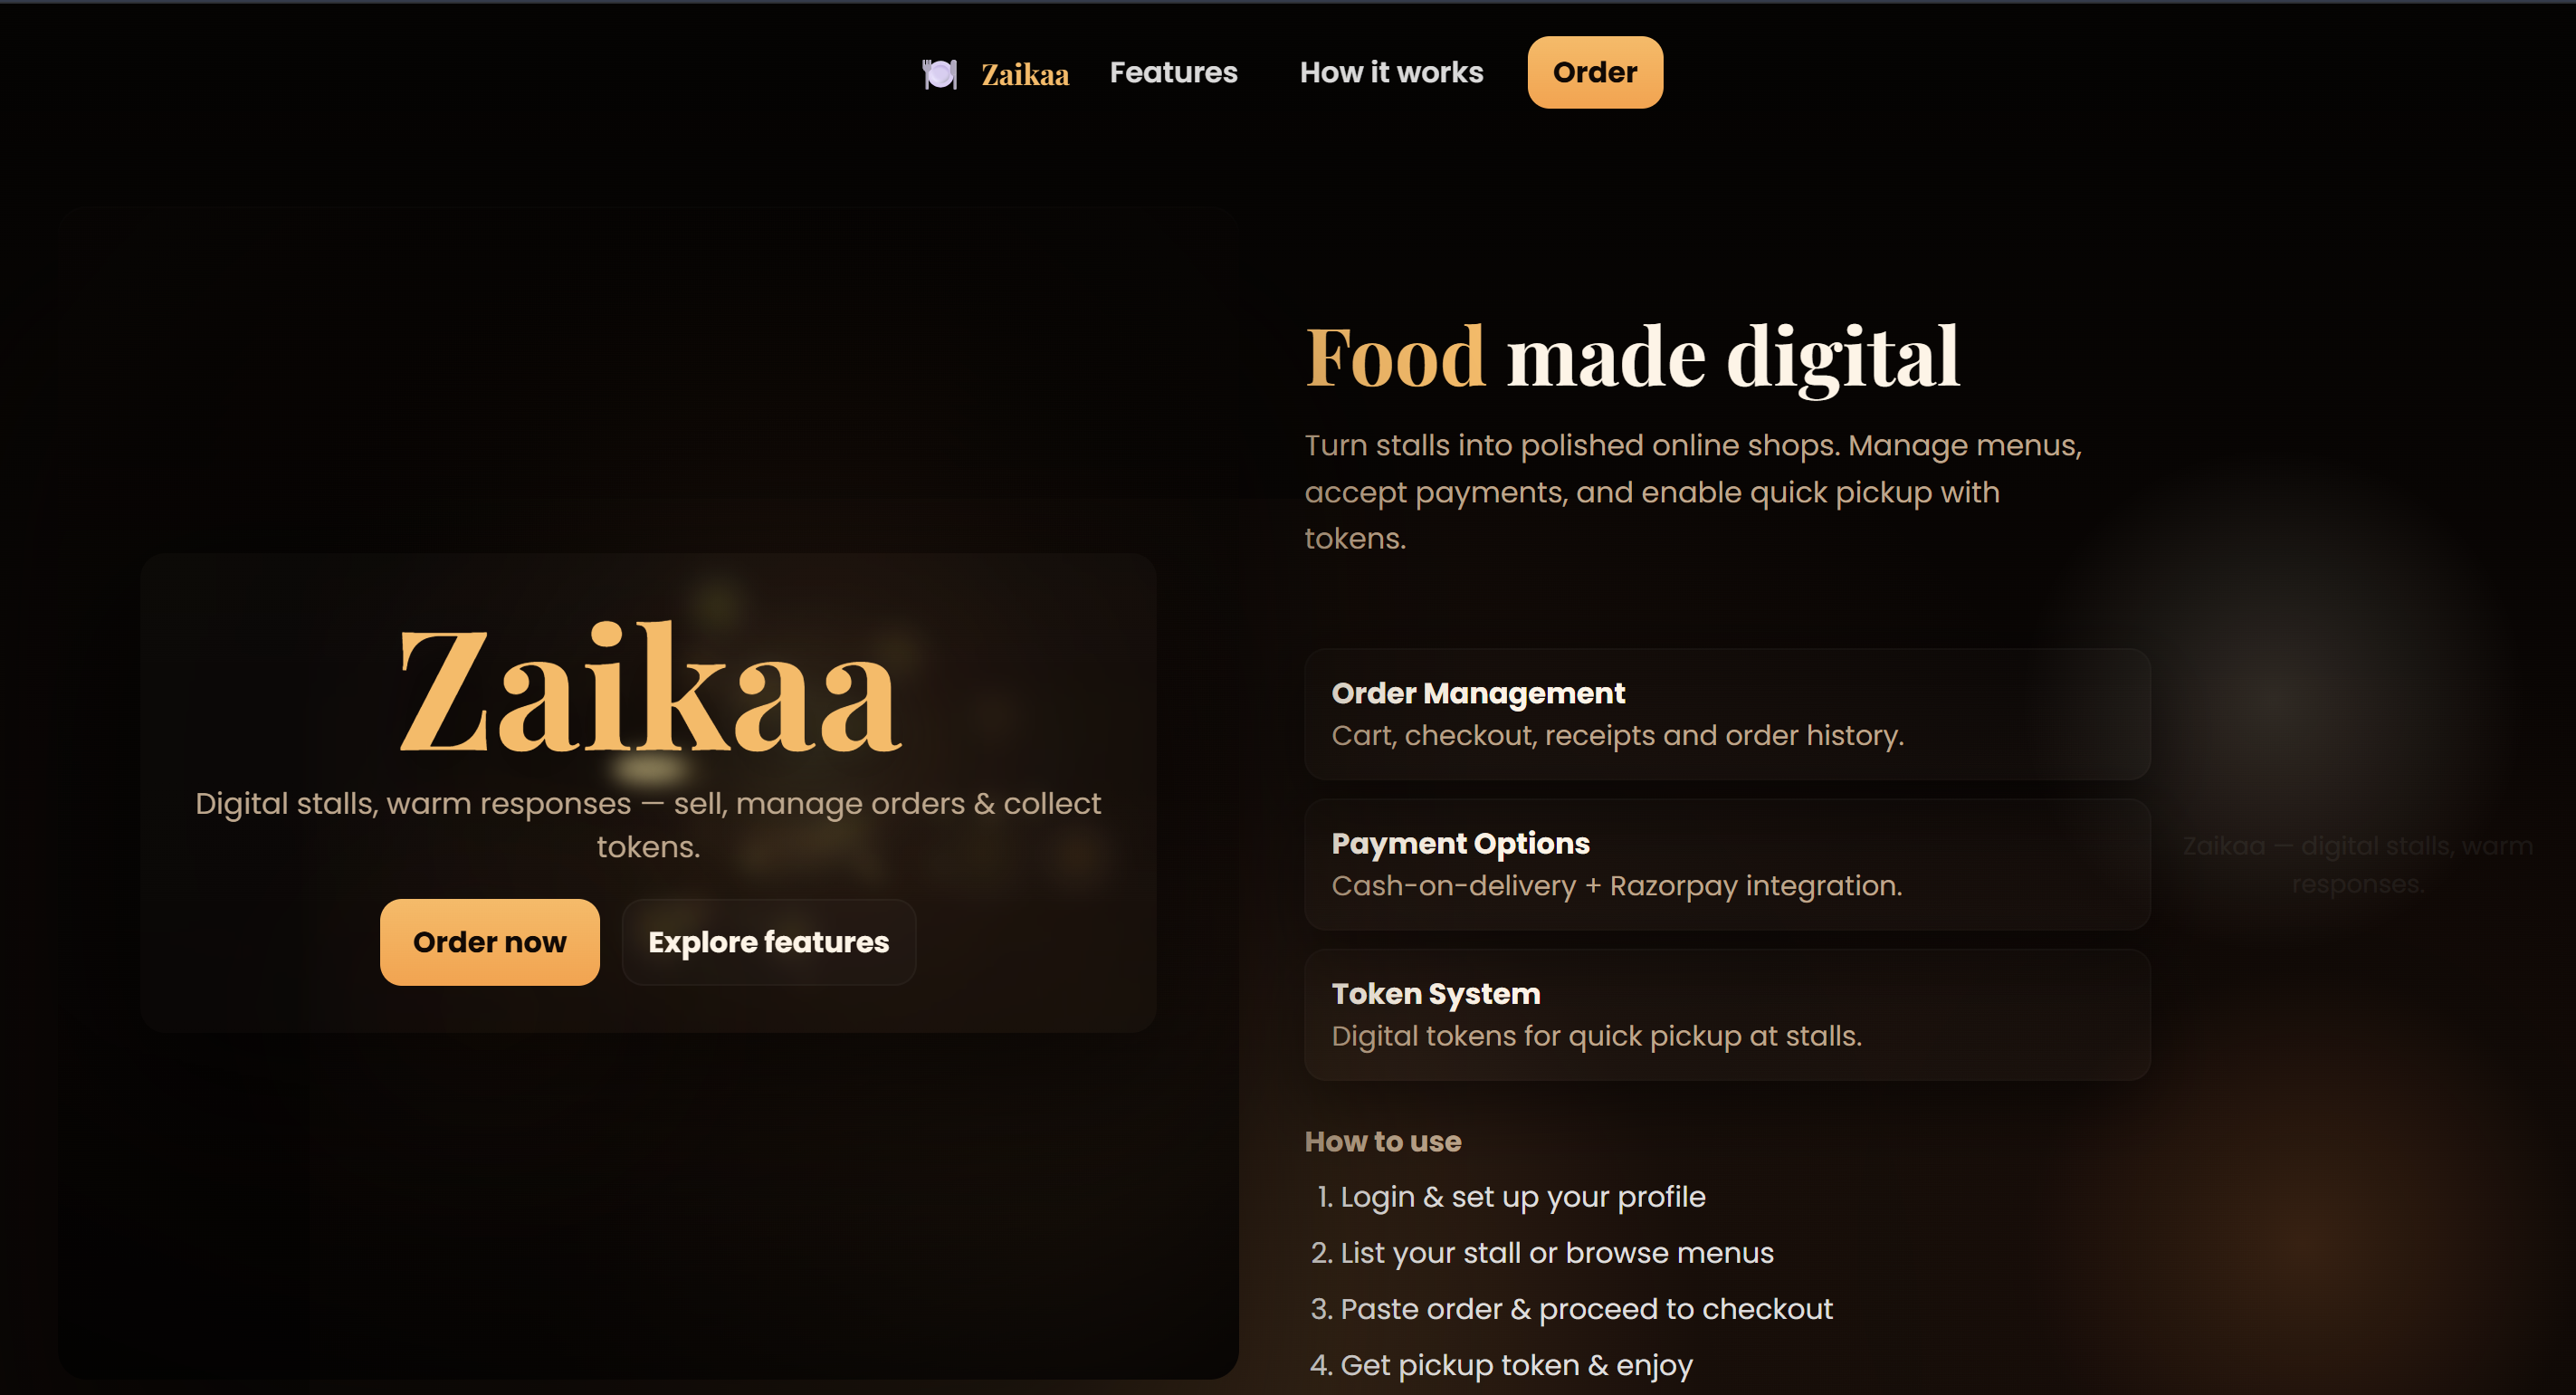 Zaikaa
Features
How it works
Order
Zaikaa
Digital stalls, warm responses — sell, manage orders & collect
tokens.
Order now
Explore features
Food made digital
Turn stalls into polished online shops. Manage menus,
accept payments, and enable quick pickup with
tokens.
Order Management
Cart, checkout, receipts and order history.
Payment Options
Cash-on-delivery + Razorpay integration.
Token System
Digital tokens for quick pickup at stalls.
How to use
1. Login & set up your profile
2. List your stall or browse menus
3. Paste order & proceed to checkout
4. Get pickup token & enjoy
Zaikaa — digital stalls, warm
responses.